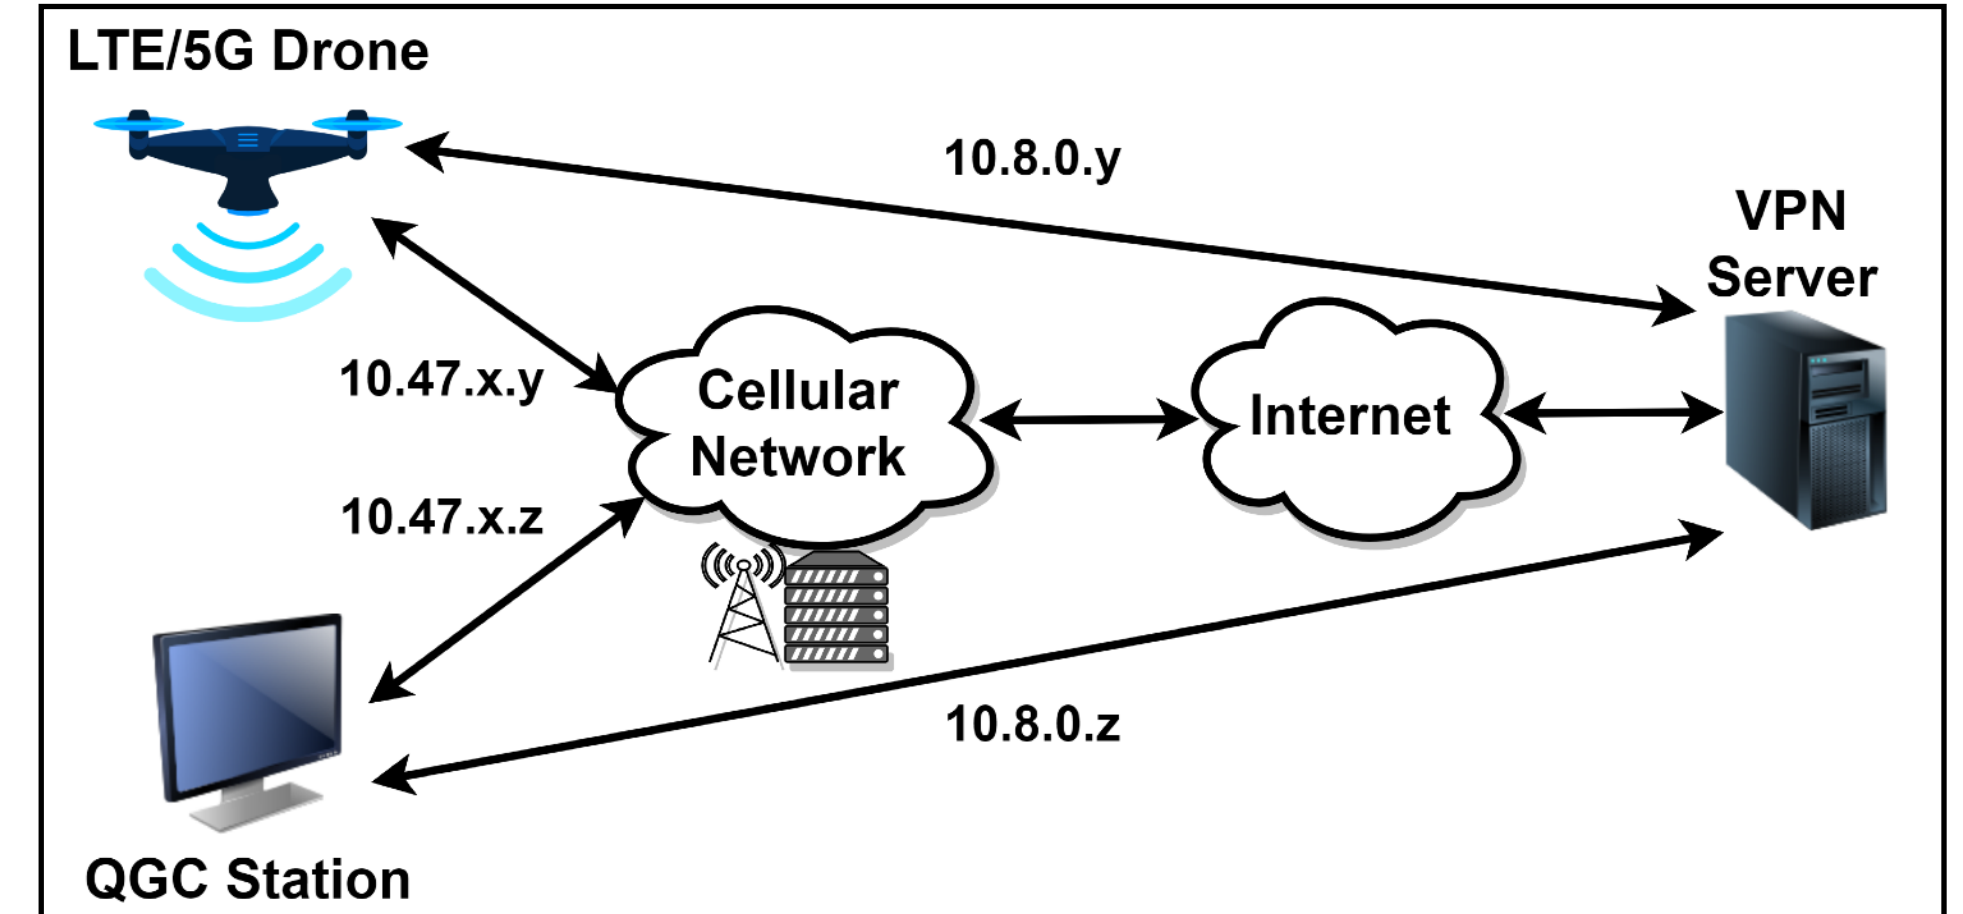 LTE/5G Drone
10.8.0.y
VPN
Server
10.47.x.y
Cellular
Network
Internet
10.47.x.z
10.8.0.z
QGC Station